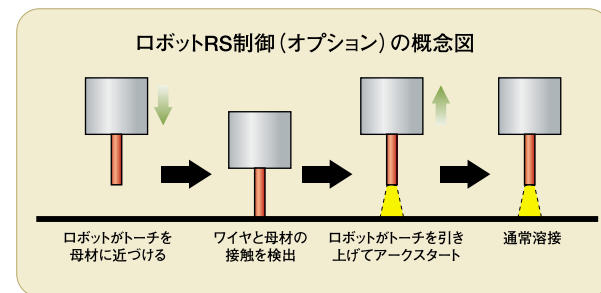 ロボットRS制御（オプション）の概念図
ロボットがトーチを
母材に近づける
ワイヤと母材の
接触を検出
ロボットがトーチを引き
上げてアークスタート
通常溶接